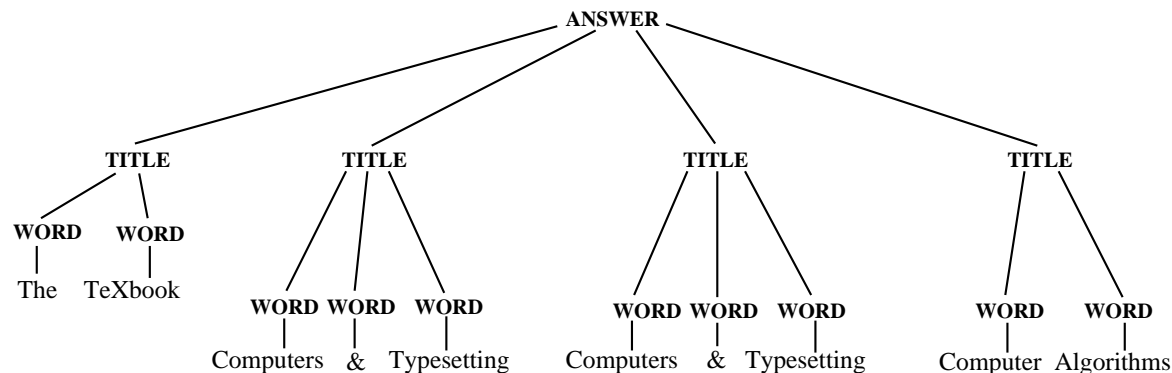 ANSWER
TITLE TITLE TITLE TITLE
WORD WORD
The TeXbook
WORD WORD WORD WORD WORD WORD WORD WORD
Computers & Typesetting Computers & Typesetting Computer Algorithms